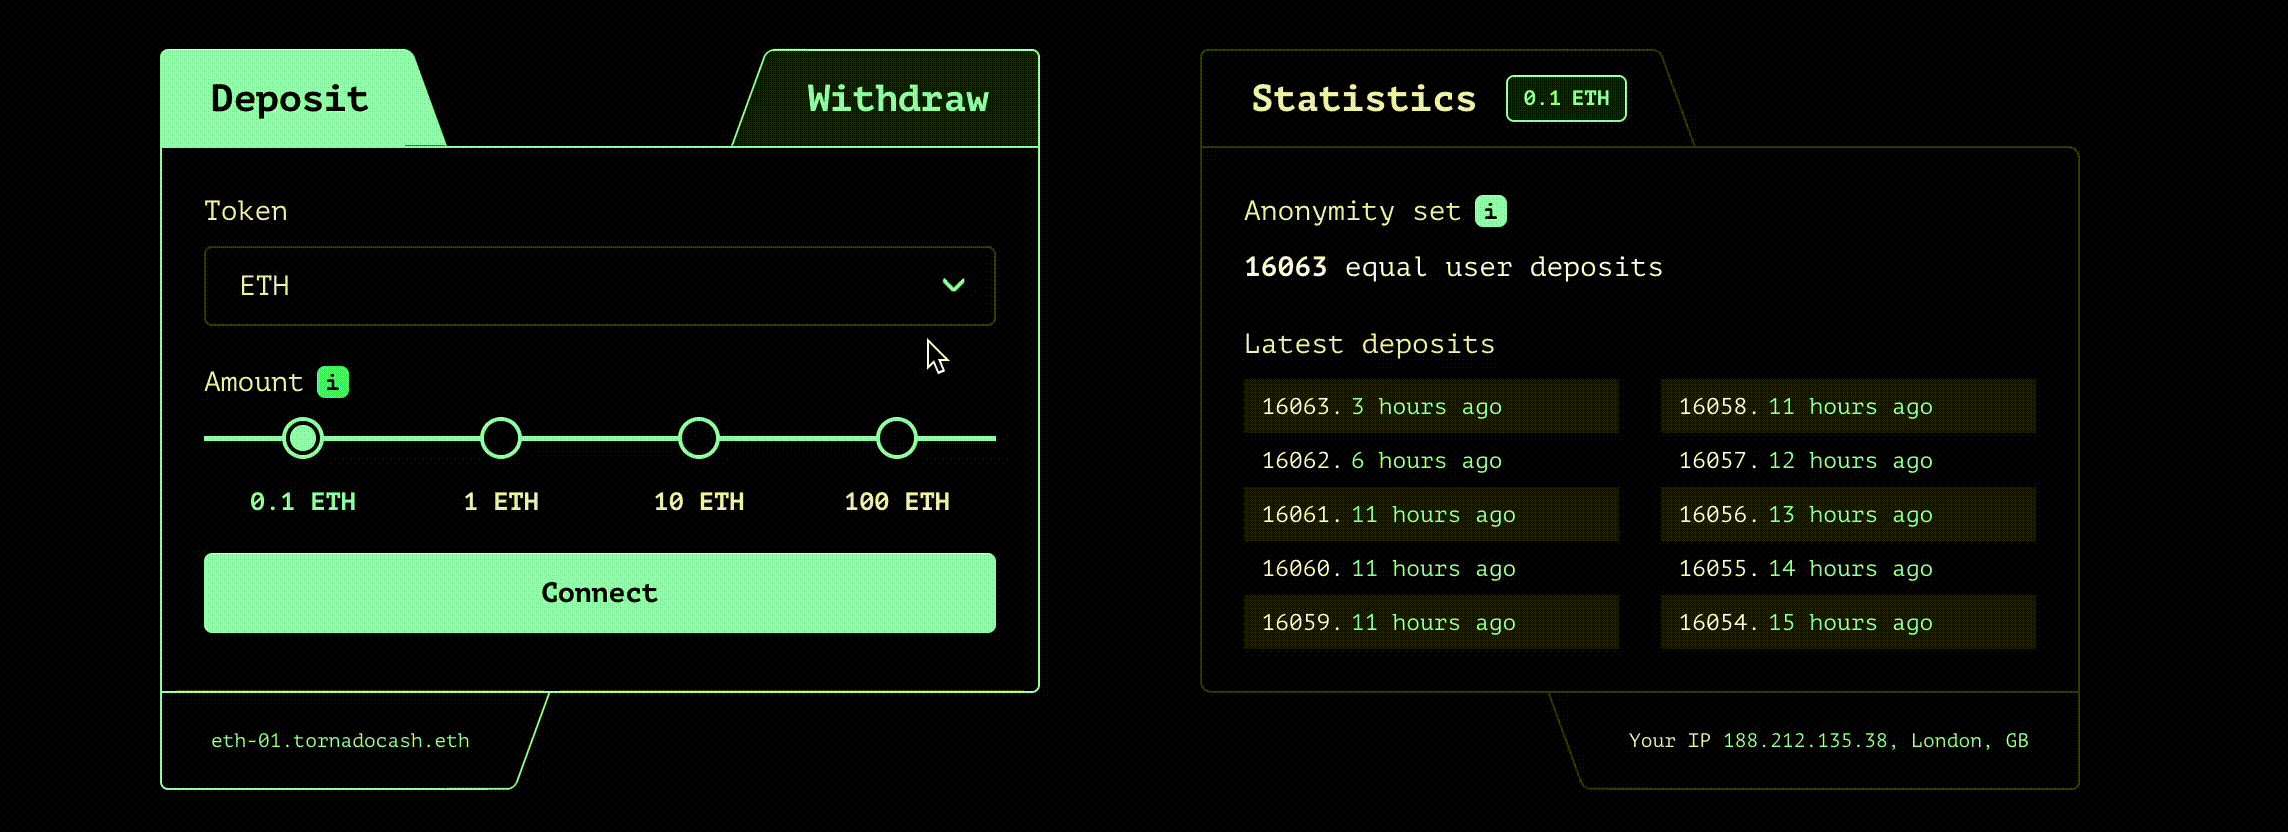 Deposit
Withdraw
Token
ETH
Amount i
0.1 ETH
1 ETH
10 ETH
100 ETH
Connect
eth-01.tornadocash.eth
Statistics 0.1 ETH
Anonymity set i
16063 equal user deposits
Latest deposits
16063. 3 hours ago
16062. 6 hours ago
16061. 11 hours ago
16060. 11 hours ago
16059. 11 hours ago
16058. 11 hours ago
16057. 12 hours ago
16056. 13 hours ago
16055. 14 hours ago
16054. 15 hours ago
Your IP 188.212.135.38, London, GB